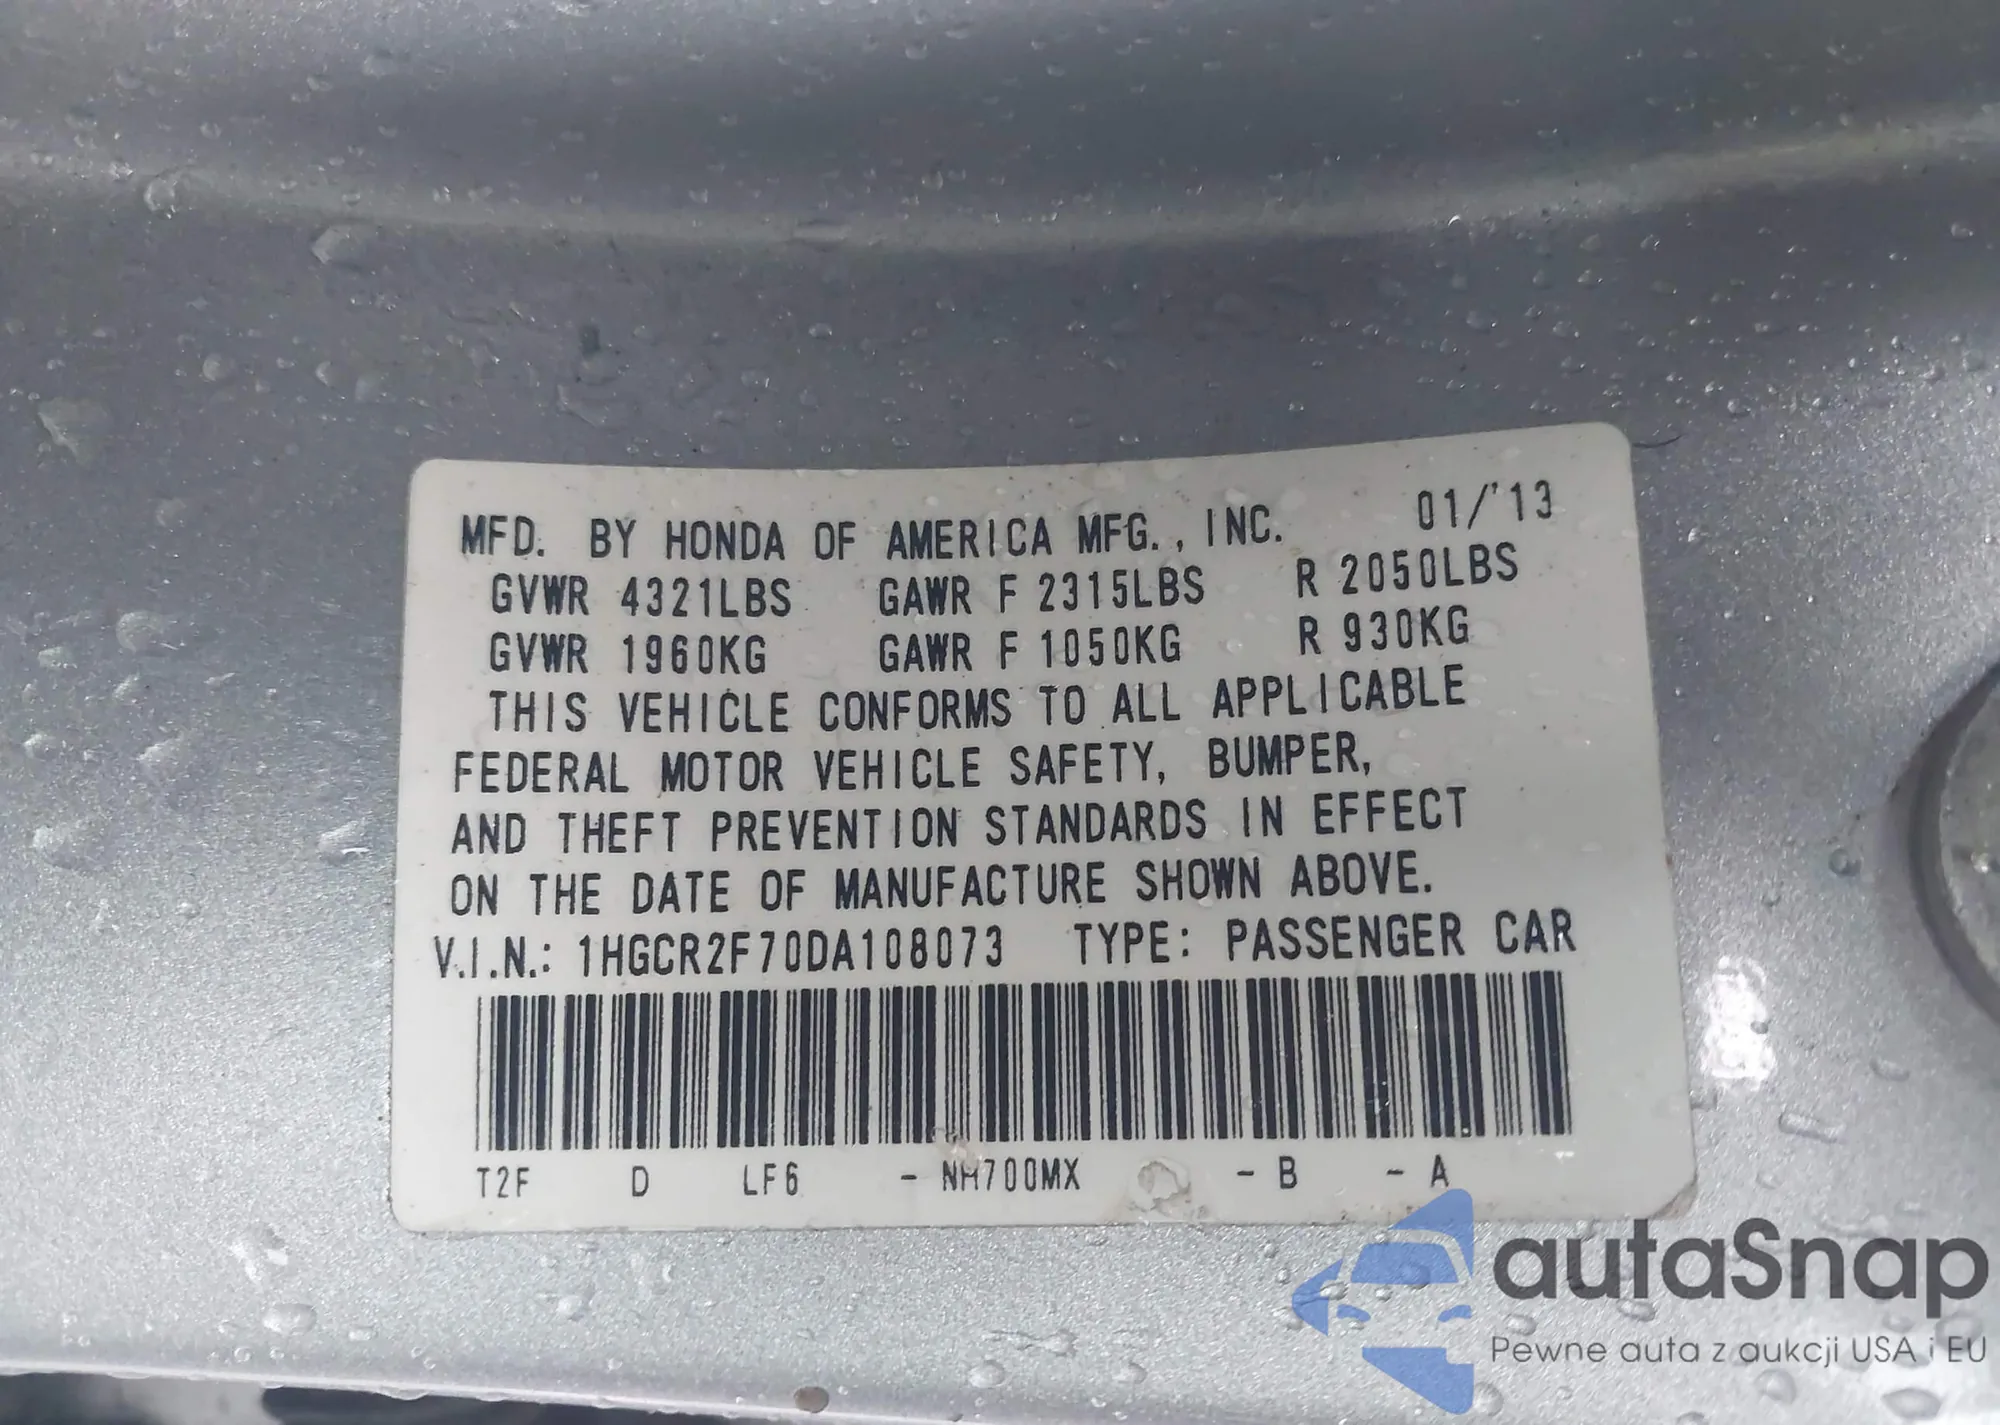 MFD. BY HONDA OF AMERICA MFG., INC. 01/'13
GVWR 4321LBS GAWR F 2315LBS R 2050LBS
GVWR 1960KG GAWR F 1050KG R 930KG
THIS VEHICLE CONFORMS TO ALL APPLICABLE
FEDERAL MOTOR VEHICLE SAFETY, BUMPER,
AND THEFT PREVENTION STANDARDS IN EFFECT
ON THE DATE OF MANUFACTURE SHOWN ABOVE.
V.I.N.: 1HGCR2F70DA108073 TYPE: PASSENGER CAR
T2F D LF6 - NH700MX - B - A
autaSnap
Pewne auta z aukcji USA i EU